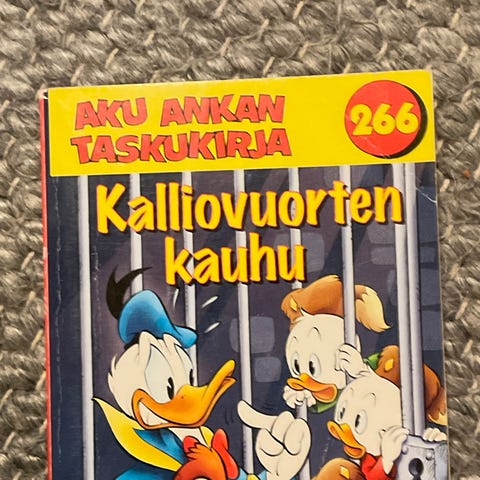 AKU ANKAN
TASKUKIRJA
266
Kalliovuorten
kauhu